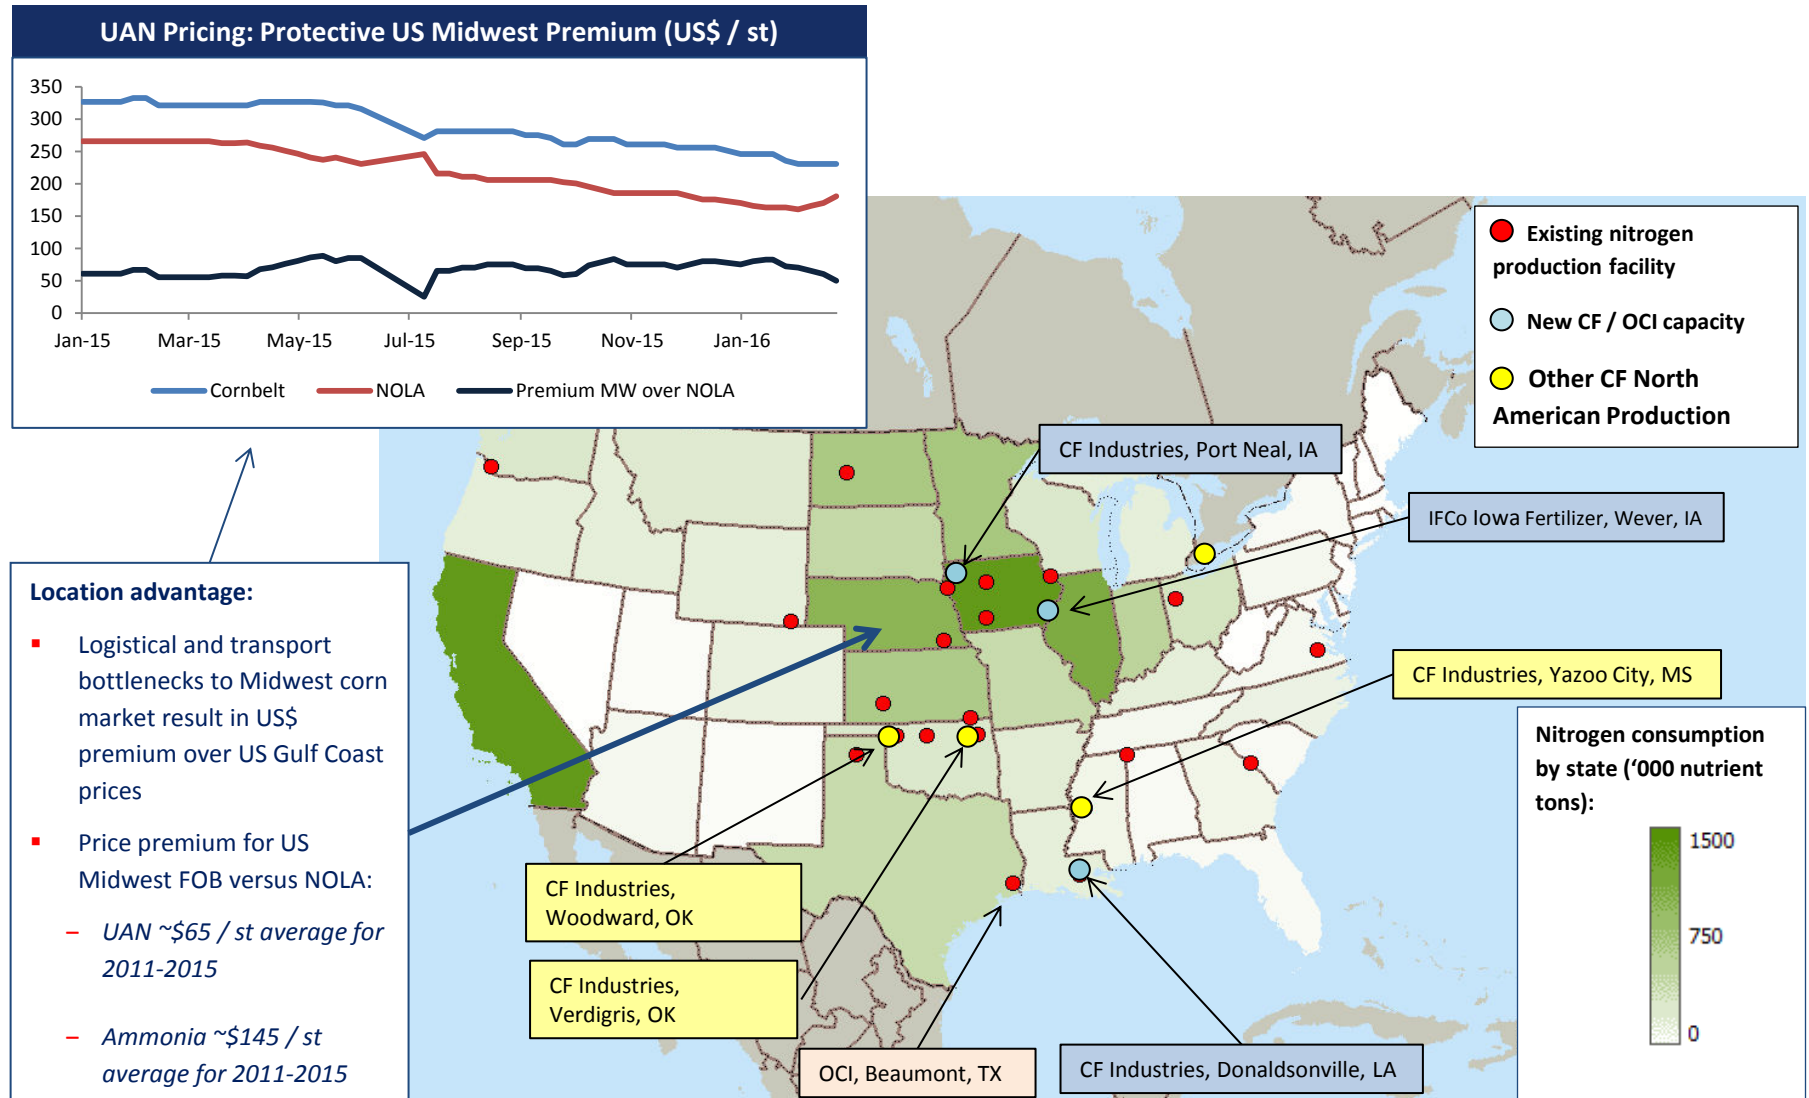 UAN Pricing: Protective US Midwest Premium (US$ / st)
350
300
250
200
150
100
50
0
Jan-15
Mar-15
May-15
Jul-15
Sep-15
Nov-15
Jan-16
Cornbelt
NOLA
Premium MW over NOLA
Existing nitrogen
production facility
New CF / OCI capacity
Other CF North
American Production
CF Industries, Port Neal, IA
IFCo Iowa Fertilizer, Wever, IA
CF Industries, Yazoo City, MS
Location advantage:
▪ Logistical and transport
bottlenecks to Midwest corn
market result in US$
premium over US Gulf Coast
prices
▪ Price premium for US
Midwest FOB versus NOLA:
– UAN ~$65 / st average for
2011-2015
– Ammonia ~$145 / st
average for 2011-2015
CF Industries,
Woodward, OK
CF Industries,
Verdigris, OK
OCI, Beaumont, TX
CF Industries, Donaldsonville, LA
Nitrogen consumption
by state (‘000 nutrient
tons):
1500
750
0